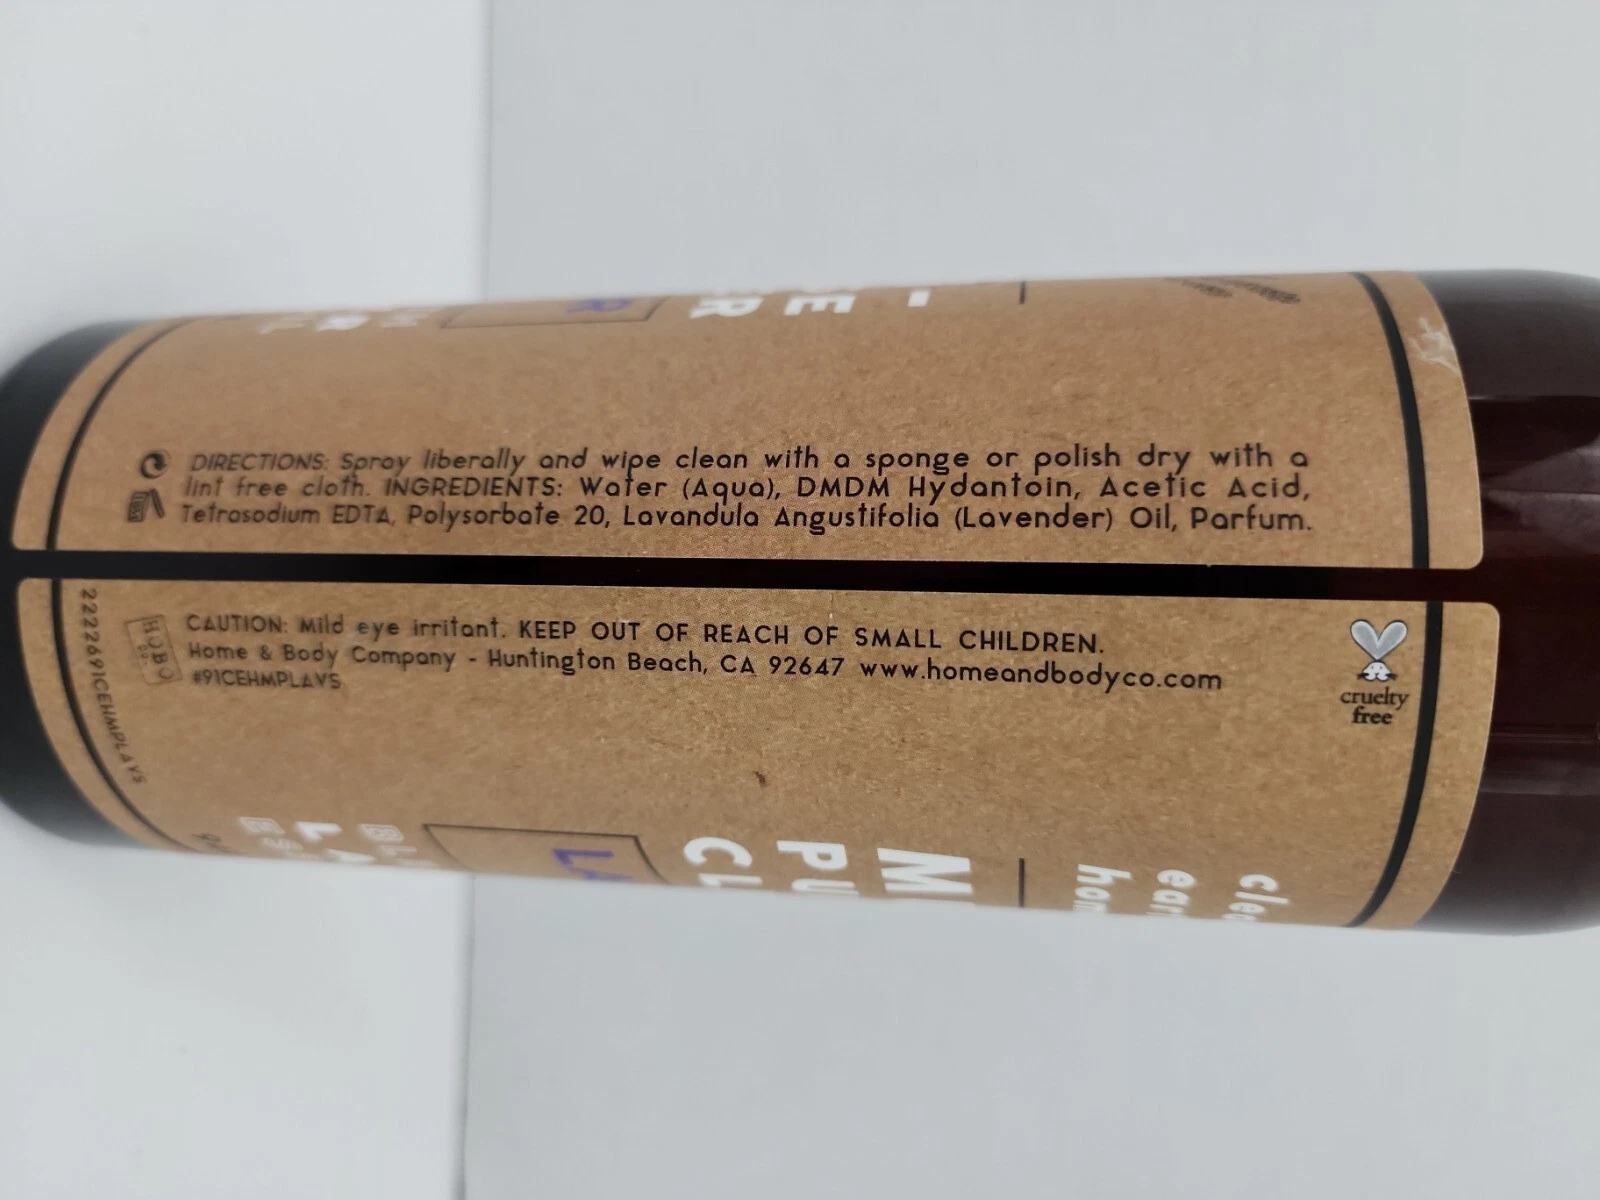 DIRECTIONS: Spray liberally and wipe clean with a sponge or polish dry with a
lint free cloth. INGREDIENTS: Water (Aqua), DMDM Hydantoin, Acetic Acid,
Tetrasodium EDTA, Polysorbate 20, Lavandula Angustifolia (Lavender) Oil, Parfum.
CAUTION: Mild eye irritant. KEEP OUT OF REACH OF SMALL CHILDREN.
Home & Body Company - Huntington Beach, CA 92647 www.homeandbodyco.com
#91CEHMPLAVS
2222691CEHMPLAVS
cruelty
free